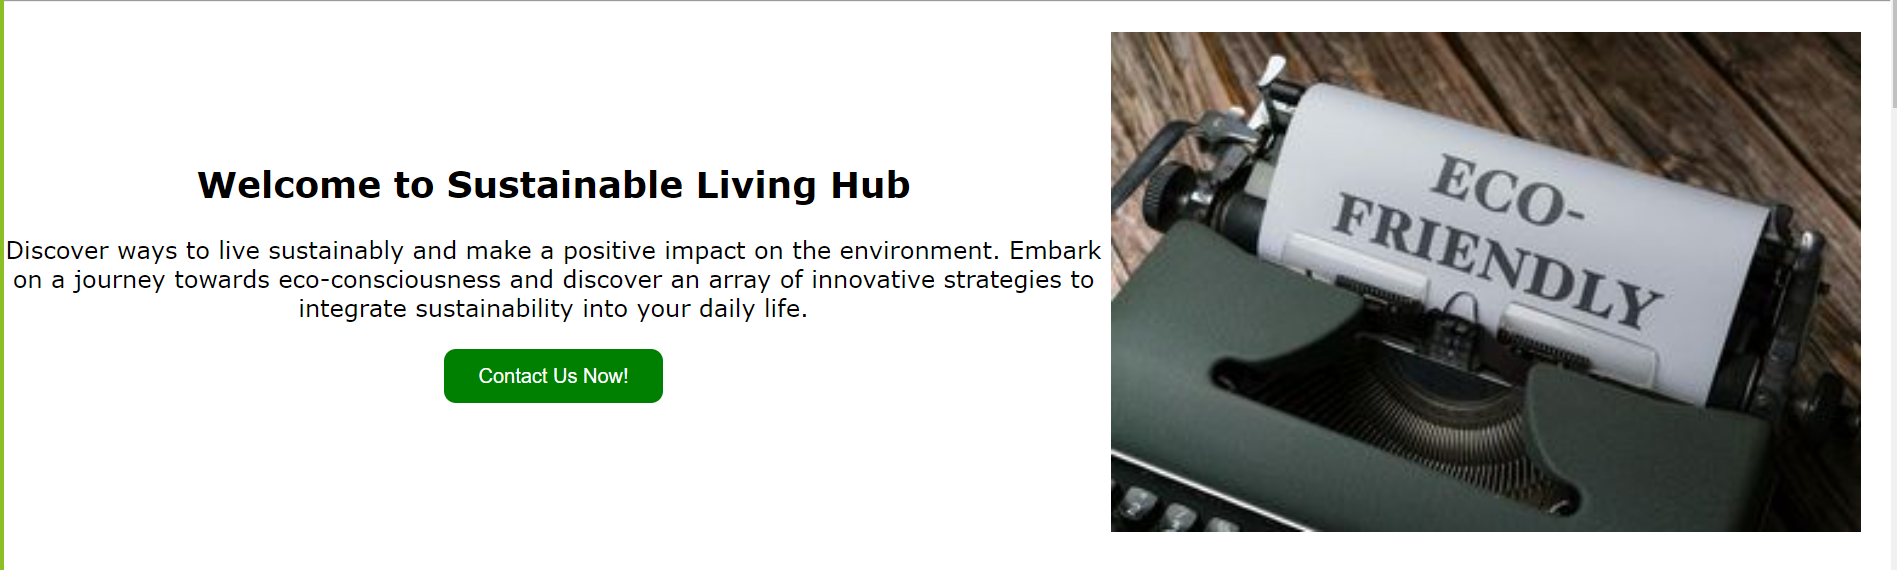 Welcome to Sustainable Living Hub
Discover ways to live sustainably and make a positive impact on the environment. Embark
on a journey towards eco-consciousness and discover an array of innovative strategies to
integrate sustainability into your daily life.
Contact Us Now!
ECO-
FRIENDLY